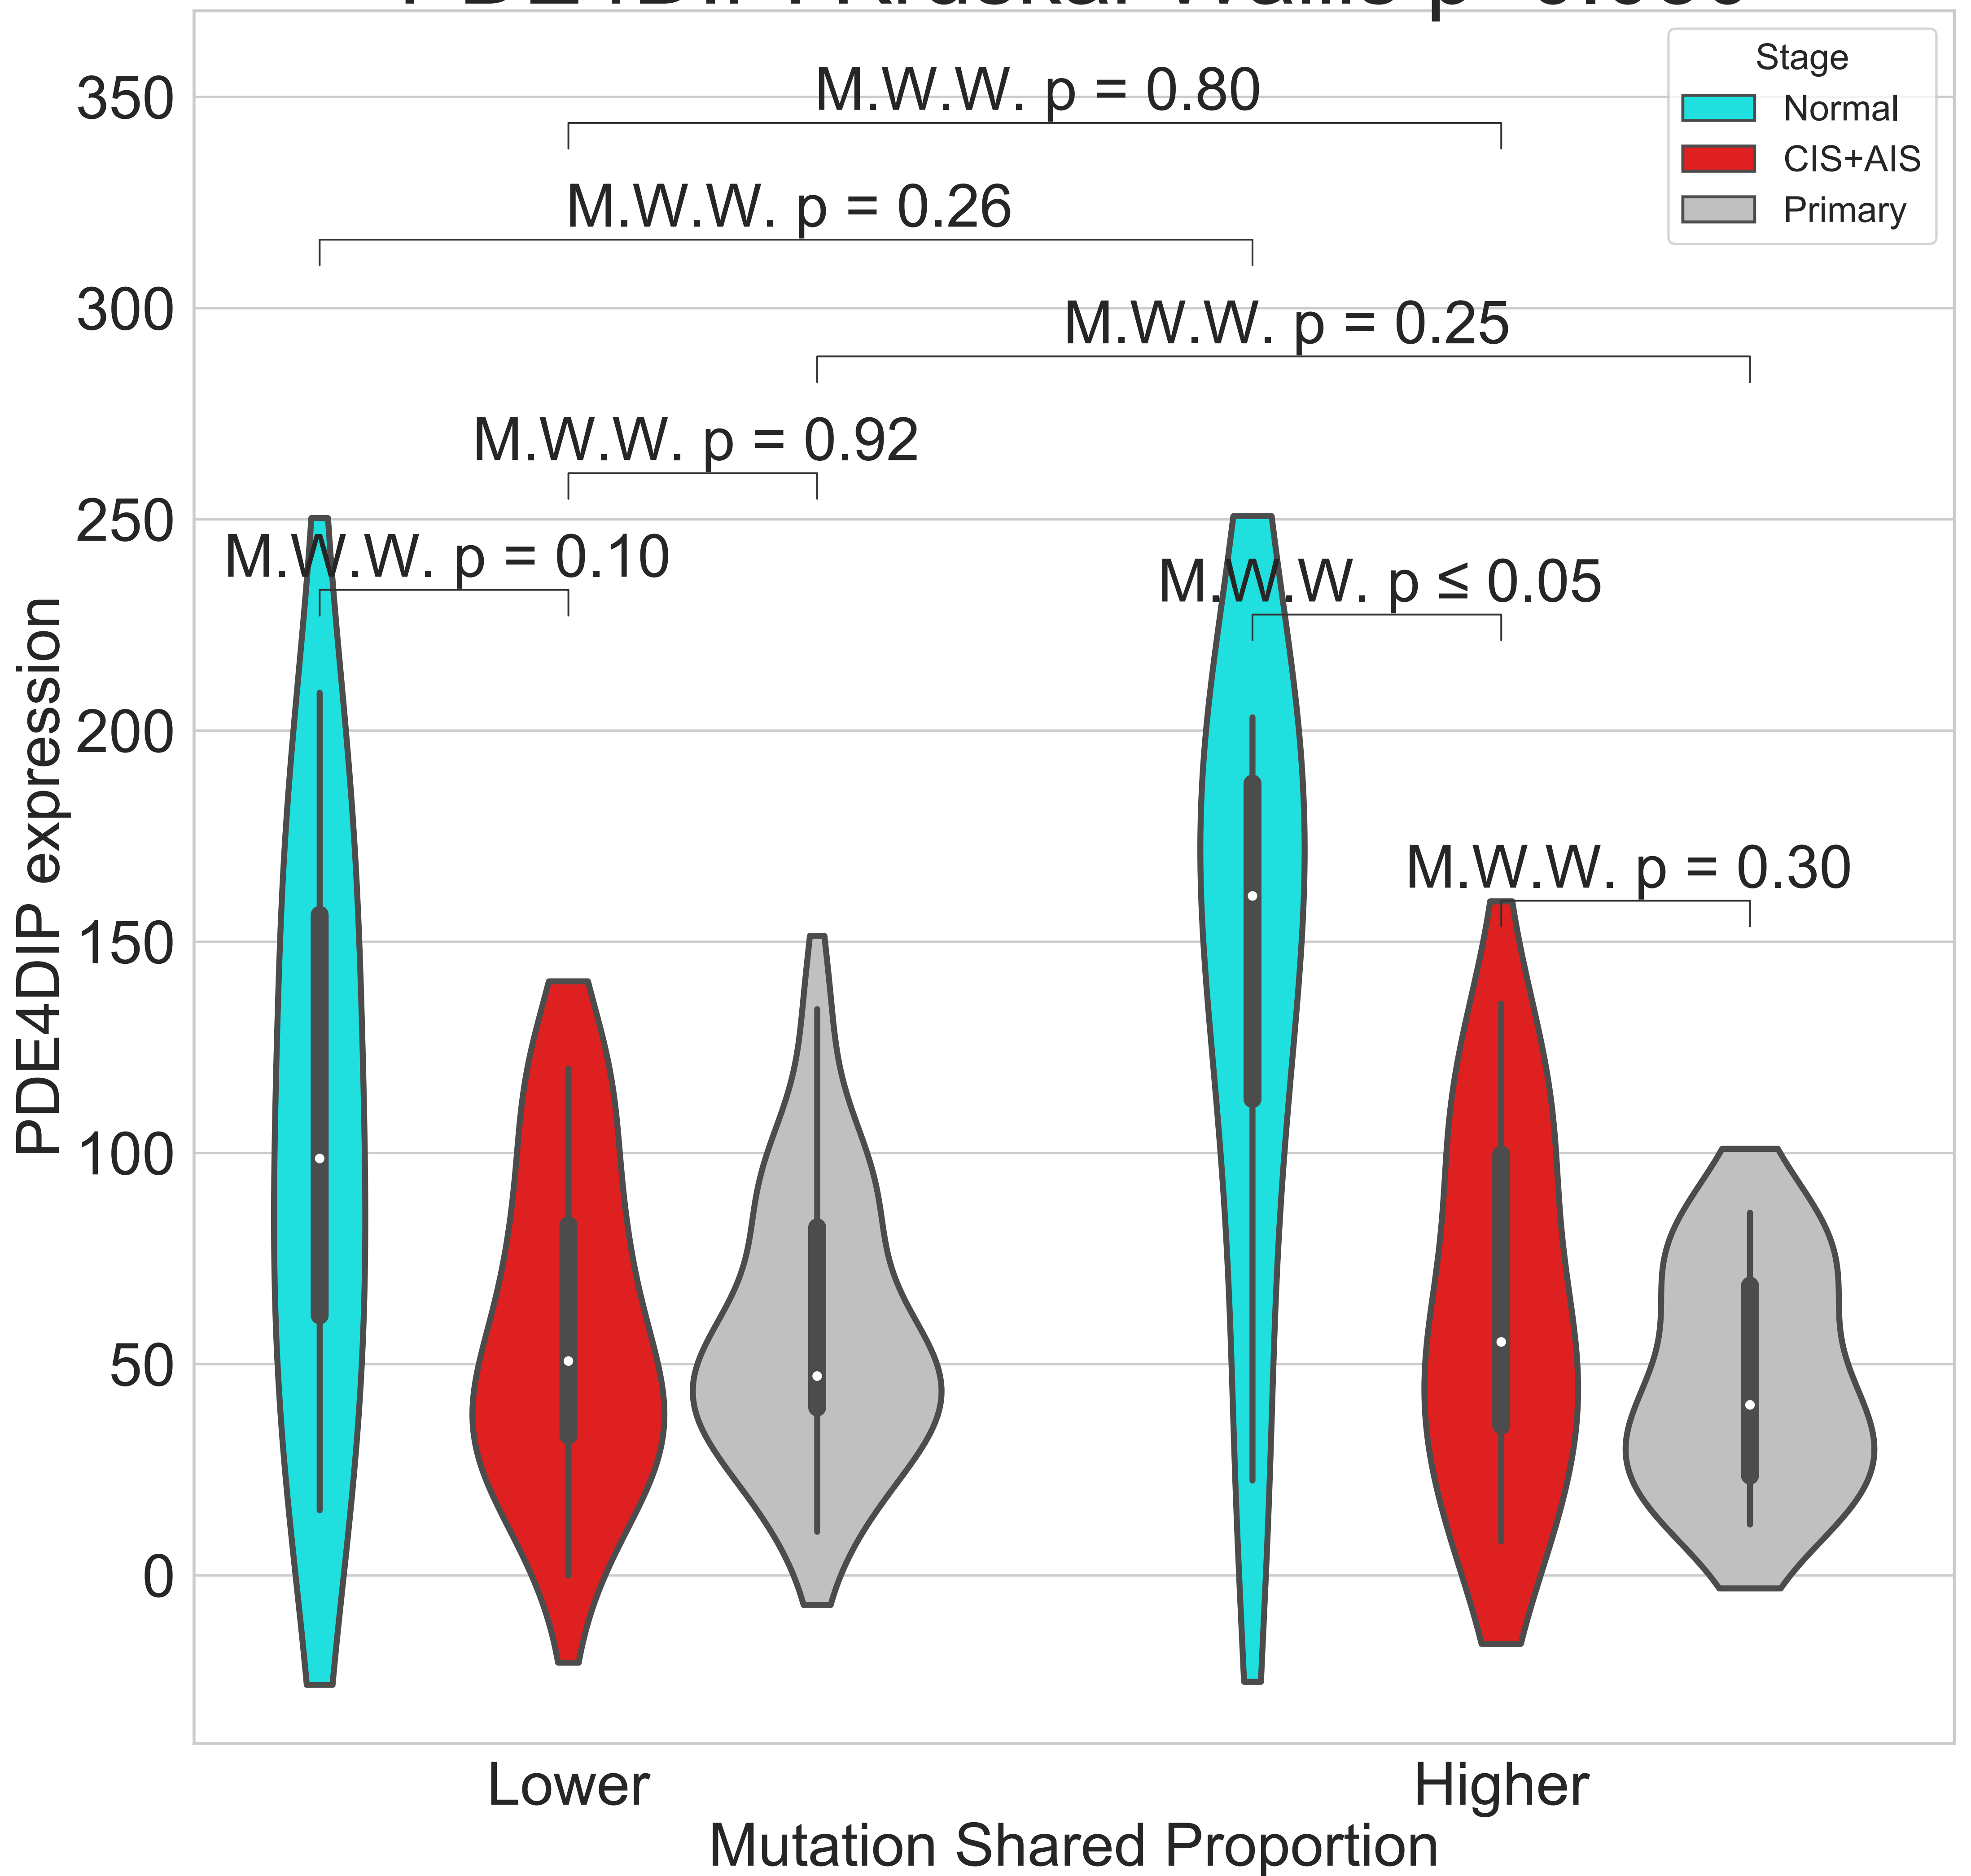 Stage
Normal
CIS+AIS
Primary
M.W.W. p = 0.80
M.W.W. p = 0.26
M.W.W. p = 0.25
M.W.W. p = 0.92
M.W.W. p = 0.10
M.W.W. p ≤ 0.05
M.W.W. p = 0.30
350
300
250
200
150
100
50
0
PDE4DIP expression
Lower
Higher
Mutation Shared Proportion